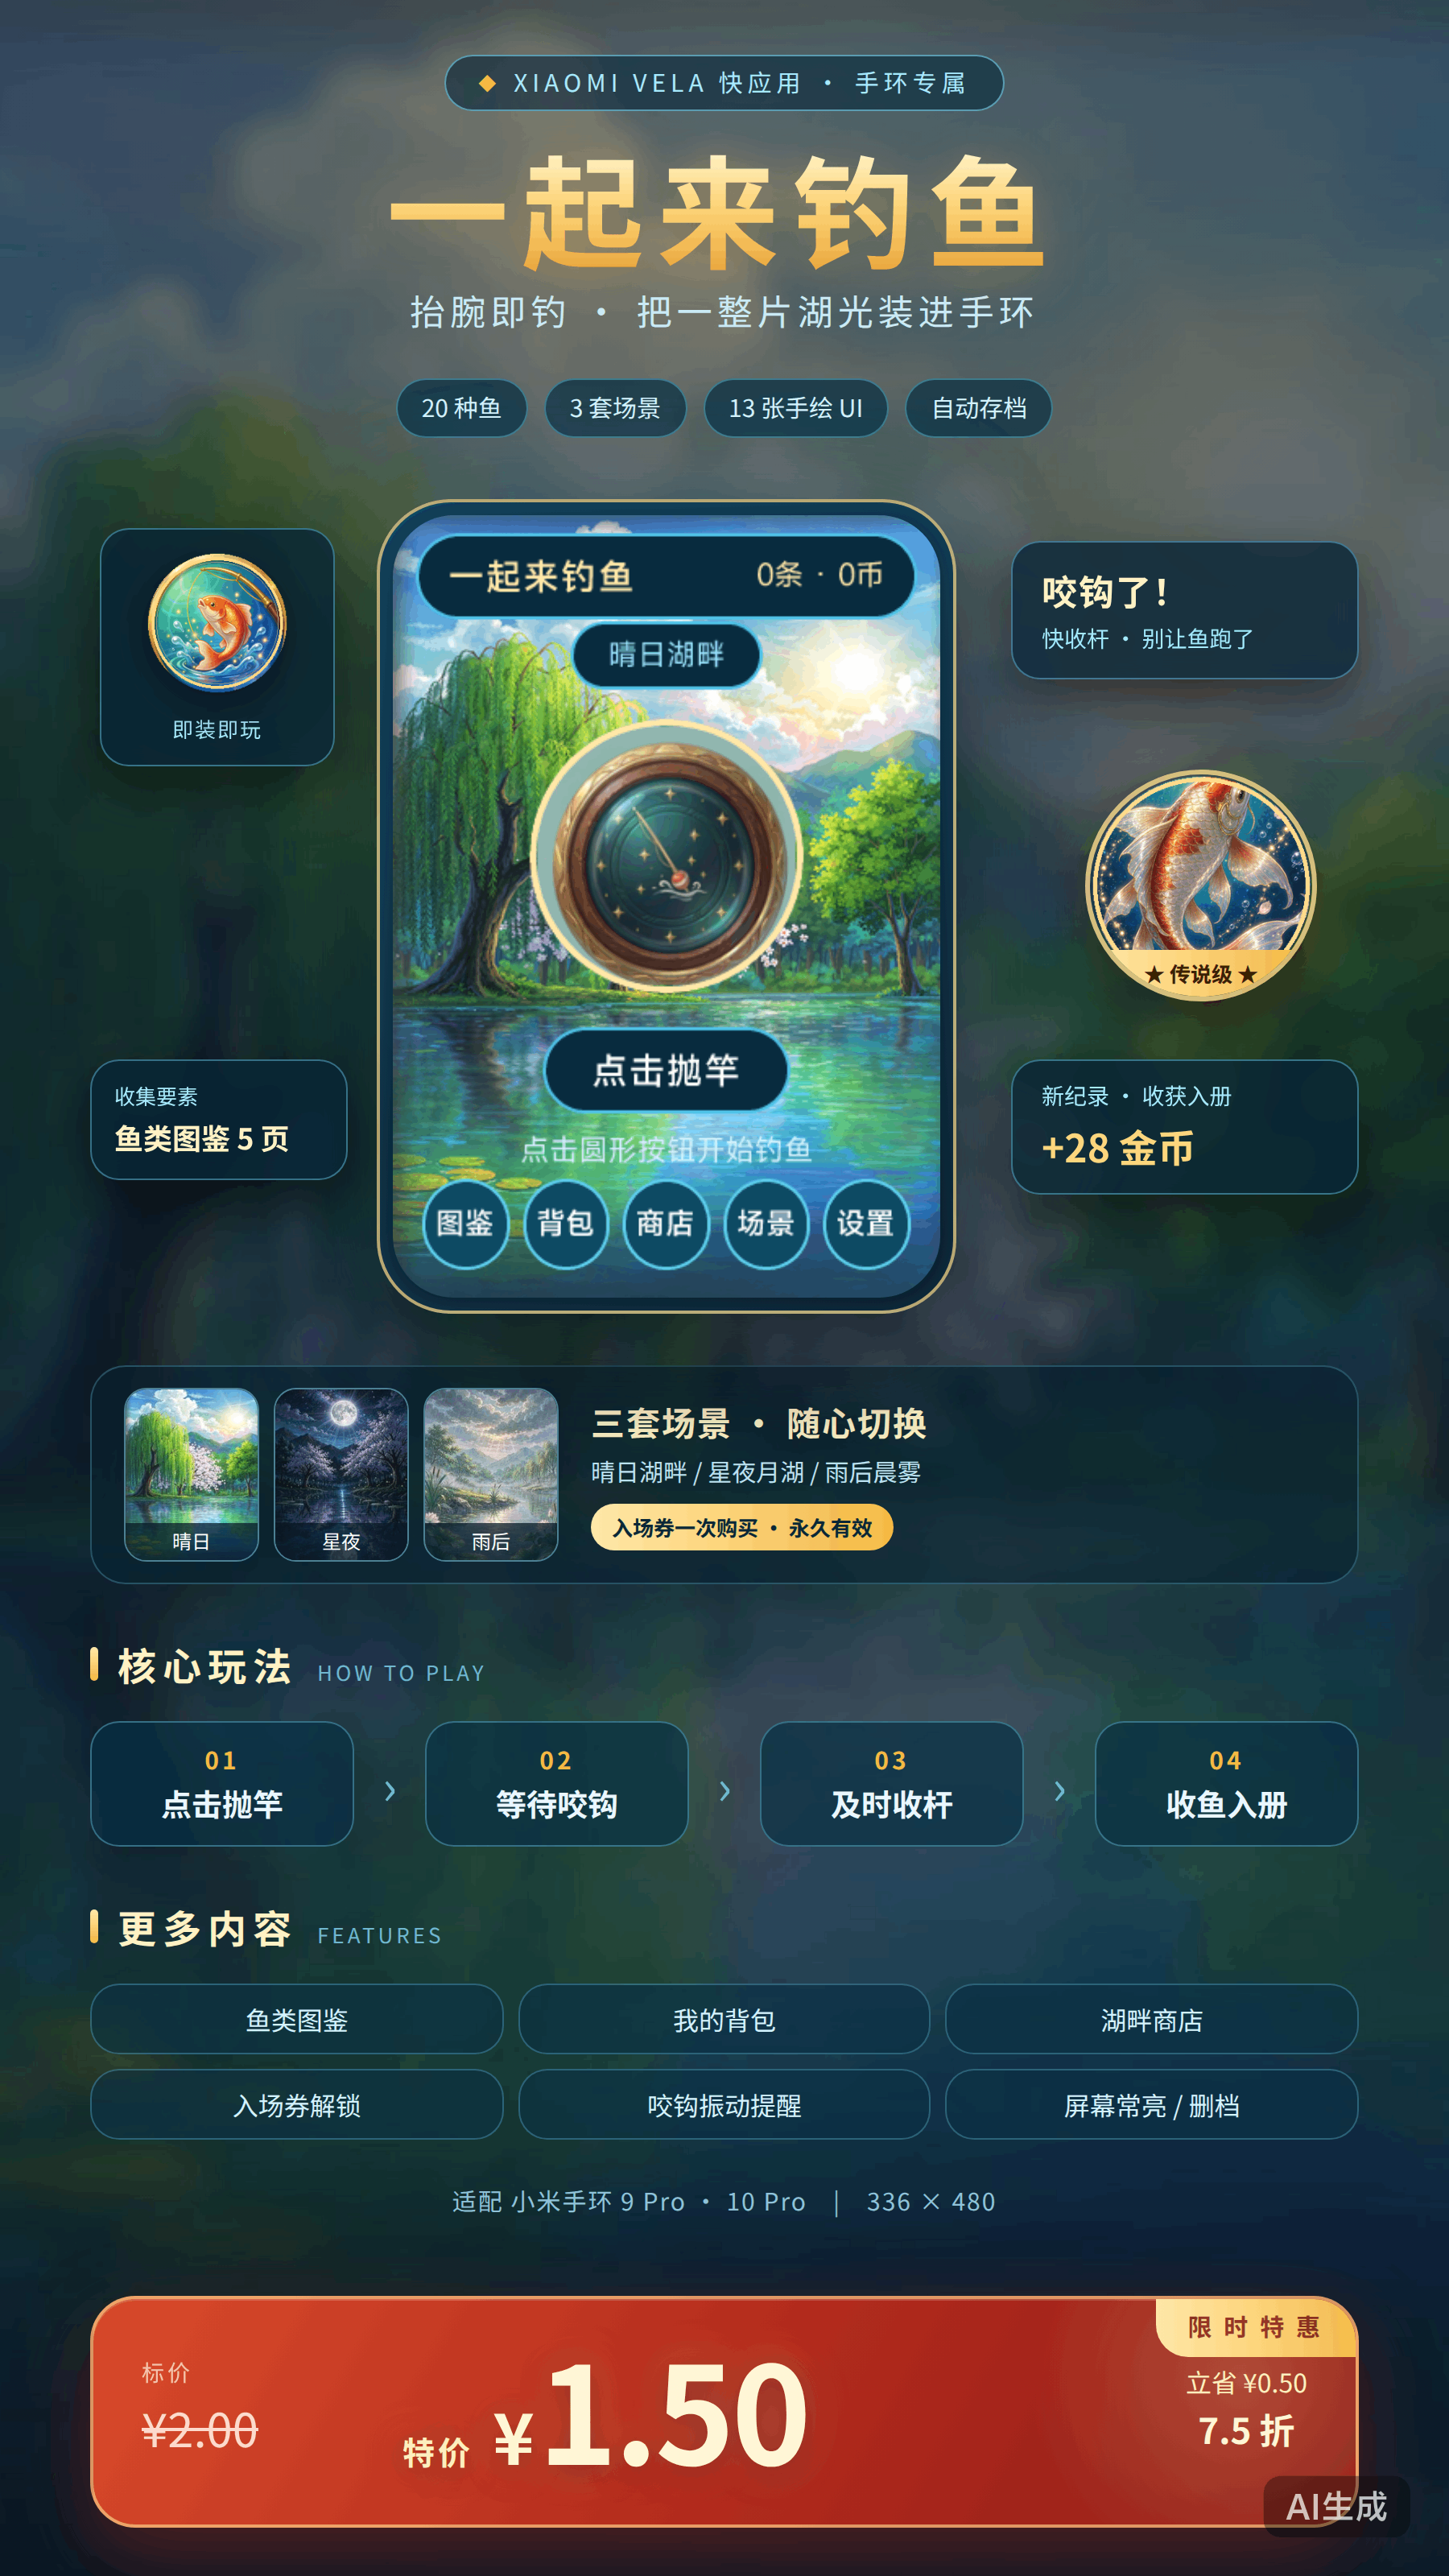 ◆ XIAOMI VELA 快应用 · 手环专属
一起来钓鱼
抬腕即钓 · 把一整片湖光装进手环
20 种鱼
3 套场景
13 张手绘 UI
自动存档
即装即玩
收集要素
鱼类图鉴 5 页
一起来钓鱼 0条 · 0币
晴日湖畔
点击抛竿
点击圆形按钮开始钓鱼
图鉴
背包
商店
场景
设置
咬钩了!
快收杆 · 别让鱼跑了
★ 传说级 ★
新纪录 · 收获入册
+28 金币
晴日
星夜
雨后
三套场景 · 随心切换
晴日湖畔 / 星夜月湖 / 雨后晨雾
入场券一次购买 · 永久有效
核心玩法 HOW TO PLAY
01
点击抛竿
›
02
等待咬钩
›
03
及时收杆
›
04
收鱼入册
更多内容 FEATURES
鱼类图鉴
我的背包
湖畔商店
入场券解锁
咬钩振动提醒
屏幕常亮 / 删档
适配 小米手环 9 Pro · 10 Pro | 336 × 480
标价
¥2.00
特价 ¥1.50
限时特惠
立省 ¥0.50
7.5 折
AI生成